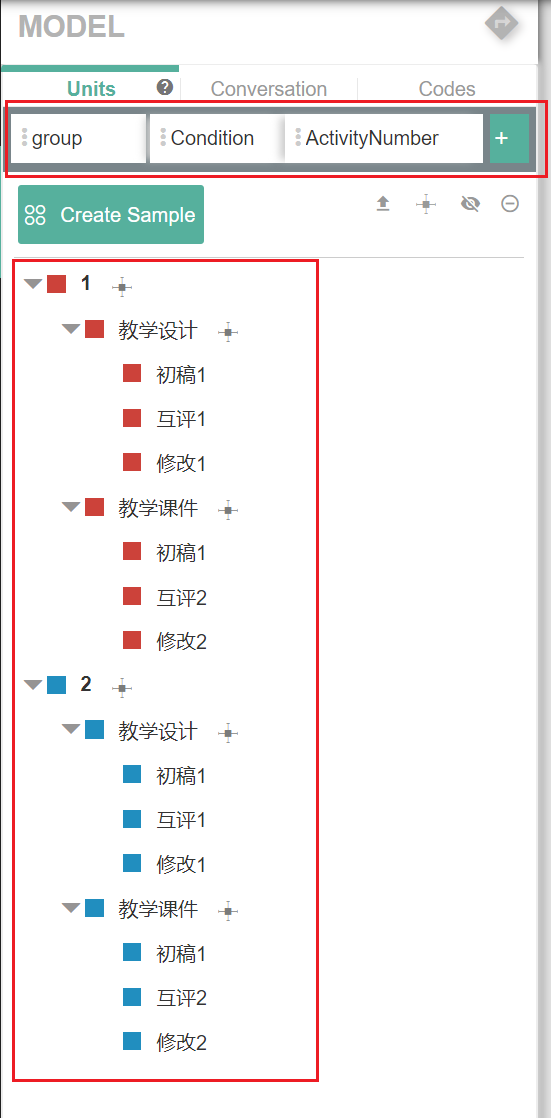 MODEL
Units ? Conversation Codes
group Condition ActivityNumber +
Create Sample
1
教学设计
初稿1
互评1
修改1
教学课件
初稿1
互评2
修改2
2
教学设计
初稿1
互评1
修改1
教学课件
初稿1
互评2
修改2